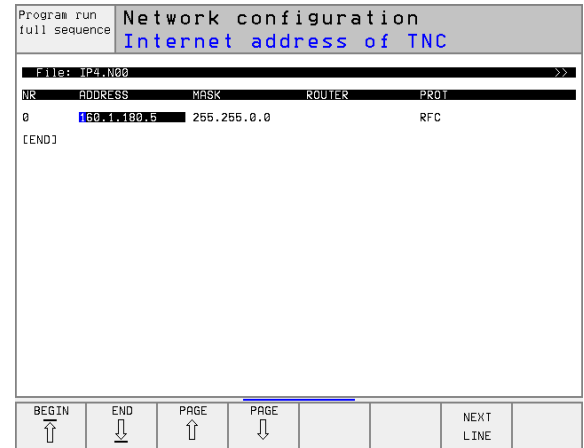 Program run
full sequence
Network configuration
Internet address of TNC
File: IP4.N00 >>
NR ADDRESS MASK ROUTER PROT
0 160.1.180.5 255.255.0.0 RFC
[END]
BEGIN END PAGE PAGE NEXT
LINE